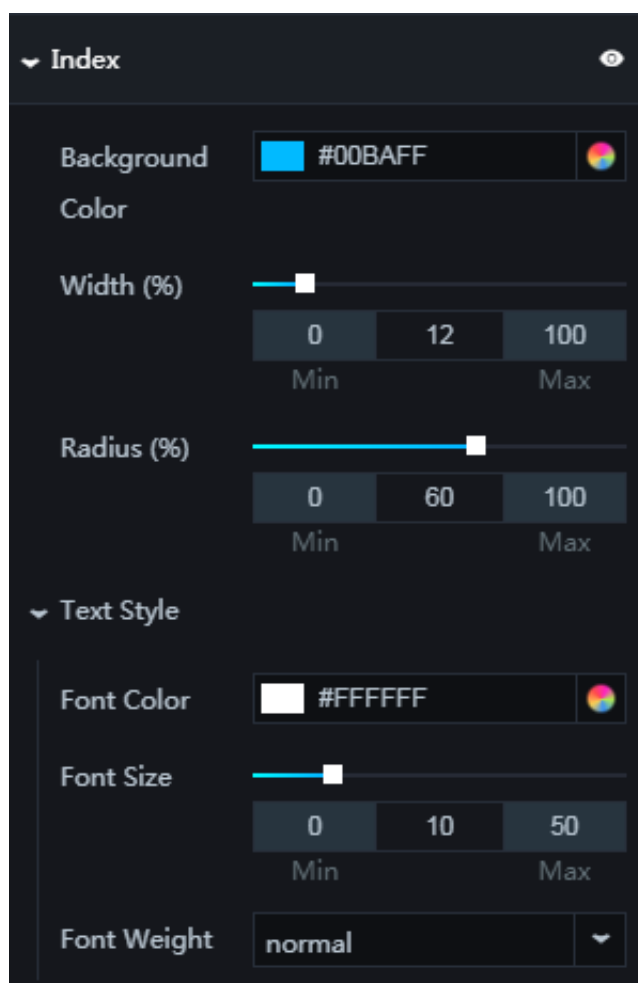 Index
Background
Color
#00BAFF
Width (%)
0 12 100
Min Max
Radius (%)
0 60 100
Min Max
Text Style
Font Color #FFFFFF
Font Size
0 10 50
Min Max
Font Weight normal